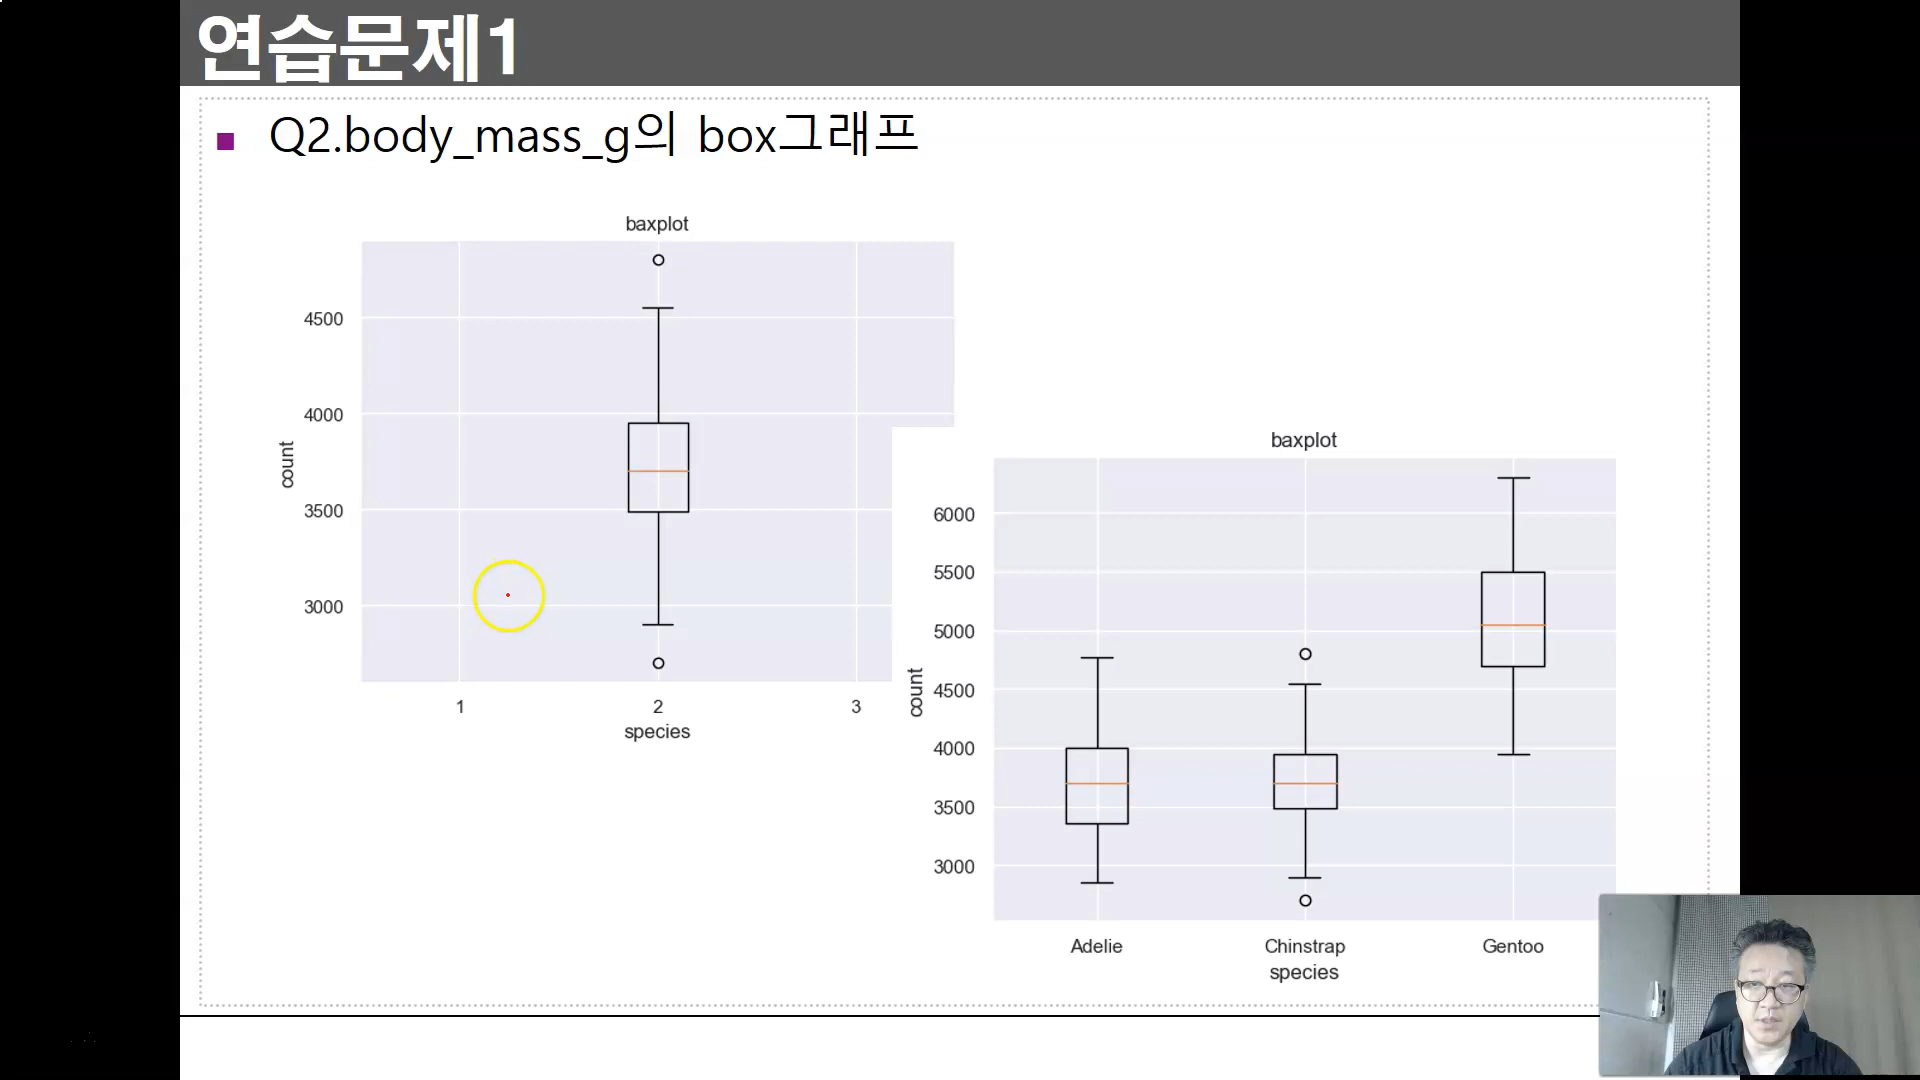 연습문제1
Q2.body_mass_g의 box그래프
baxplot
4500
4000
3500
3000
count
1 2 3
species
baxplot
6000
5500
5000
4500
4000
3500
3000
count
Adelie Chinstrap Gentoo
species